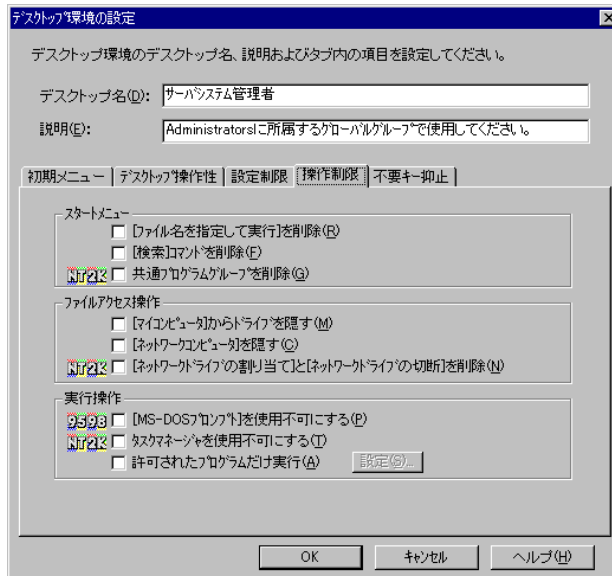 ﾃﾞｽｸﾄｯﾌﾟ環境の設定
デスクトップ環境のデスクトップ名、説明およびタブ内の項目を設定してください。
デスクトップ名(D): ｻｰﾊﾞｼｽﾃﾑ管理者
説明(E): Administratorsに所属するｸﾞﾛｰﾊﾞﾙｸﾞﾙｰﾌﾟで使用してください。
初期メニュー ﾃﾞｽｸﾄｯﾌﾟ操作性 設定制限 操作制限 不要キー抑止
ｽﾀｰﾄﾒﾆｭｰ
[ﾌｧｲﾙ名を指定して実行]を削除(R)
[検索]ｺﾏﾝﾄﾞを削除(F)
NT2K 共通ﾌﾟﾛｸﾞﾗﾑｸﾞﾙｰﾌﾟを削除(G)
ﾌｧｲﾙｱｸｾｽ操作
[ﾏｲｺﾝﾋﾟｭｰﾀ]からﾄﾞﾗｲﾌﾞを隠す(M)
[ﾈｯﾄﾜｰｸｺﾝﾋﾟｭｰﾀ]を隠す(C)
NT2K [ﾈｯﾄﾜｰｸﾄﾞﾗｲﾌﾞの割り当て]と[ﾈｯﾄﾜｰｸﾄﾞﾗｲﾌﾞの切断]を削除(N)
実行操作
9598 [MS-DOSﾌﾟﾛﾝﾌﾟﾄ]を使用不可にする(P)
NT2K ﾀｽｸﾏﾈｰｼﾞｬを使用不可にする(T)
許可されたﾌﾟﾛｸﾞﾗﾑだけ実行(A) 設定(S)...
OK ｷｬﾝｾﾙ ヘルプ(H)